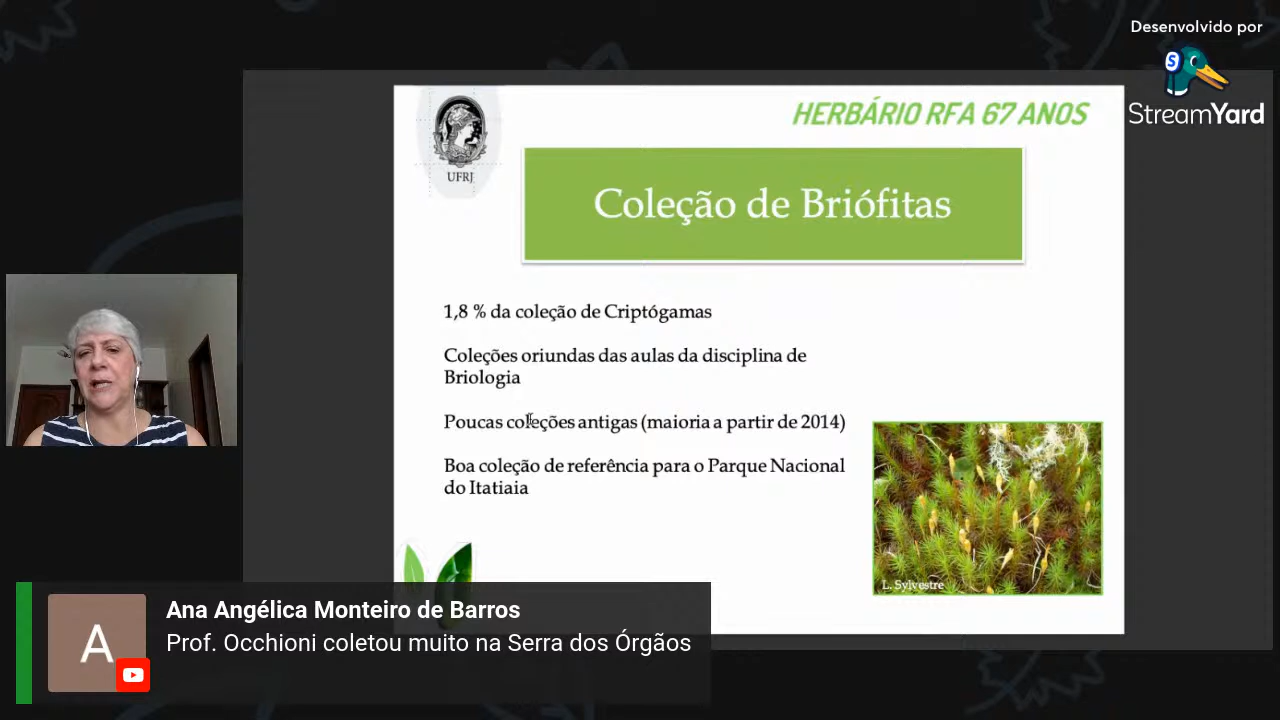 Desenvolvido por
StreamYard
HERBÁRIO RFA 67 ANOS
UFRJ
Coleção de Briófitas
1,8 % da coleção de Criptógamas
Coleções oriundas das aulas da disciplina de
Briologia
Poucas coleções antigas (maioria a partir de 2014)
Boa coleção de referência para o Parque Nacional
do Itatiaia
L. Sylvestre
A
Ana Angélica Monteiro de Barros
Prof. Occhioni coletou muito na Serra dos Órgãos